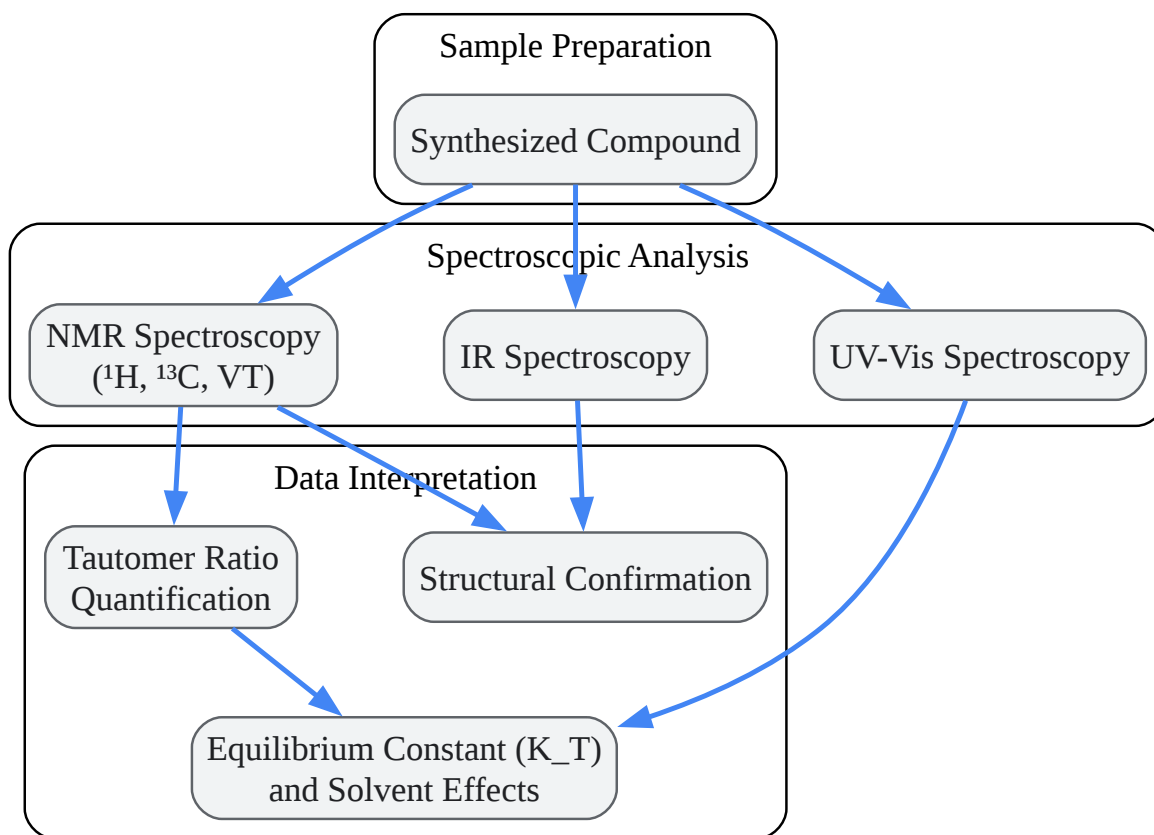 Sample Preparation
Synthesized Compound
Spectroscopic Analysis
NMR Spectroscopy
(¹H, ¹³C, VT)
IR Spectroscopy
UV-Vis Spectroscopy
Data Interpretation
Tautomer Ratio
Quantification
Structural Confirmation
Equilibrium Constant (K_T)
and Solvent Effects